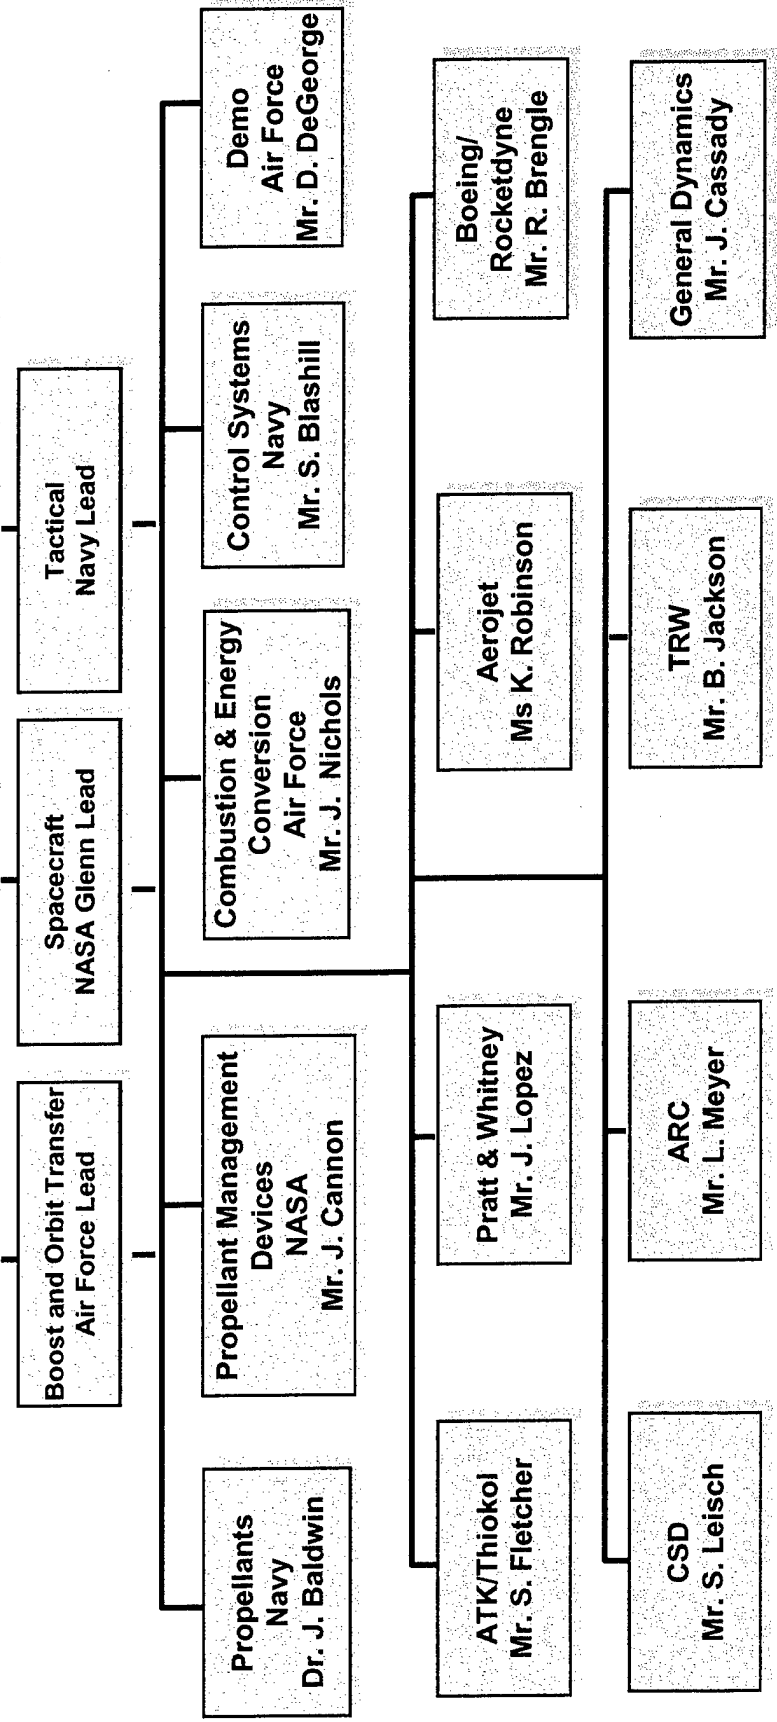 Boost and Orbit Transfer
Air Force Lead
Spacecraft
NASA Glenn Lead
Tactical
Navy Lead
Propellants
Navy
Dr. J. Baldwin
Propellant Management
Devices
NASA
Mr. J. Cannon
Combustion & Energy
Conversion
Air Force
Mr. J. Nichols
Control Systems
Navy
Mr. S. Blashill
Demo
Air Force
Mr. D. DeGeorge
ATK/Thiokol
Mr. S. Fletcher
Pratt & Whitney
Mr. J. Lopez
Aerojet
Ms K. Robinson
Boeing/
Rocketdyne
Mr. R. Brengle
CSD
Mr. S. Leisch
ARC
Mr. L. Meyer
TRW
Mr. B. Jackson
General Dynamics
Mr. J. Cassady